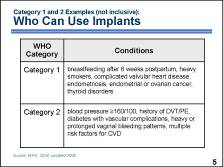 Category 1 and 2 Examples (not inclusive):
Who Can Use Implants
WHO
Category
Conditions
Category 1
breastfeeding after 6 weeks postpartum, heavy
smokers, complicated valvular heart disease,
endometriosis, endometrial or ovarian cancer,
thyroid disorders
Category 2
blood pressure ≥160/100, history of DVT/PE,
diabetes with vascular complications, heavy or
prolonged vaginal bleeding patterns, multiple
risk factors for CVD
Source: WHO, 2004; updated 2008
5